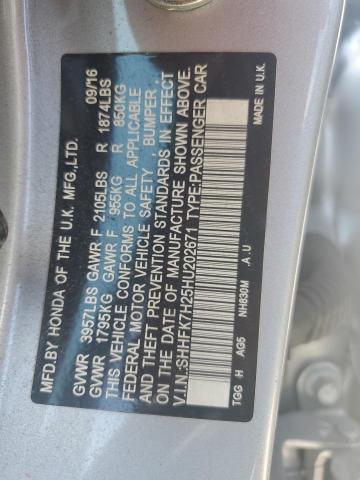 MFD.BY HONDA OF THE U.K. MFG.,LTD. 09/16
GVWR 3957LBS GAWR F 2105LBS R 1874LBS
GVWR 1795KG GAWR F 955KG R 850KG
THIS VEHICLE CONFORMS TO ALL APPLICABLE
FEDERAL MOTOR VEHICLE SAFETY , BUMPER ,
AND THEFT PREVENTION STANDARDS IN EFFECT
ON THE DATE OF MANUFACTURE SHOWN ABOVE.
V.I.N.:SHHFK7H25HU202671 TYPE:PASSENGER CAR
TGG H AG5 NH830M .A .U MADE IN U.K.